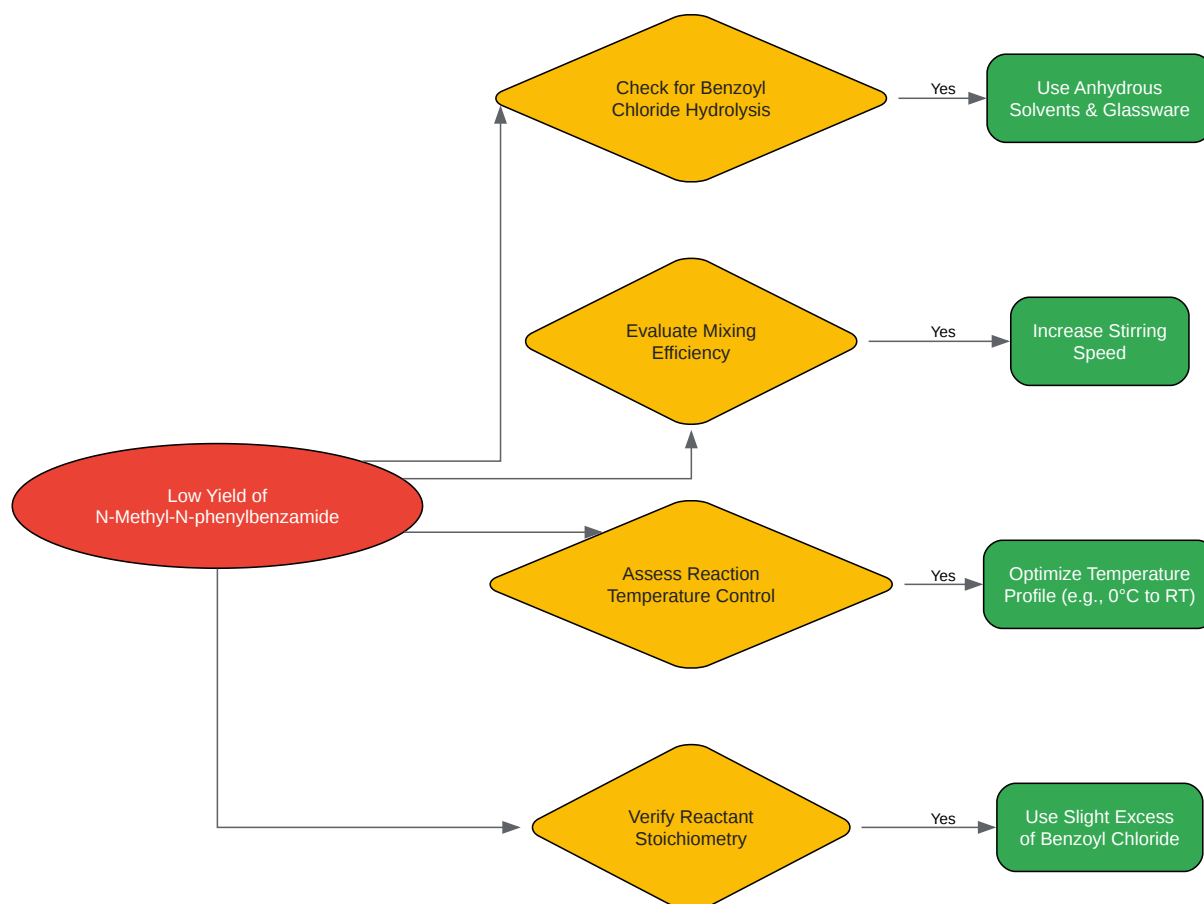 Check for Benzoyl
Chloride Hydrolysis
Yes
Use Anhydrous
Solvents & Glassware
Evaluate Mixing
Efficiency
Yes
Increase Stirring
Speed
Low Yield of
N-Methyl-N-phenylbenzamide
Assess Reaction
Temperature Control
Yes
Optimize Temperature
Profile (e.g., 0°C to RT)
Verify Reactant
Stoichiometry
Yes
Use Slight Excess
of Benzoyl Chloride